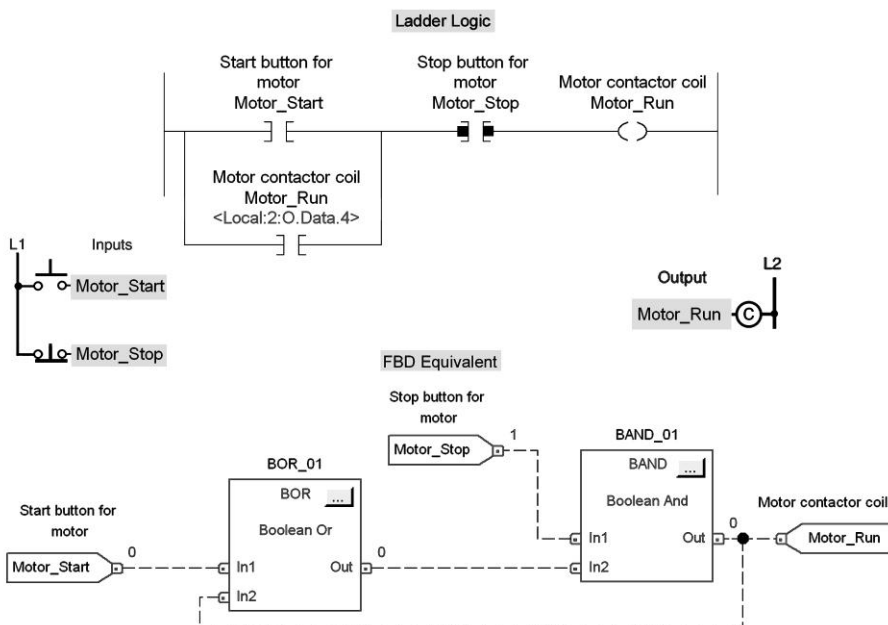 Ladder Logic
Start button for
motor
Motor_Start
Stop button for
motor
Motor_Stop
Motor contactor coil
Motor_Run
Motor contactor coil
Motor_Run
<Local:2:O.Data.4>
L1
Inputs
Motor_Start
Motor_Stop
Output
L2
Motor_Run
C
FBD Equivalent
Stop button for
motor
Motor_Stop
1
BAND_01
BAND
...
Boolean And
In1
Out
In2
0
Motor contactor coil
Motor_Run
BOR_01
BOR
...
Boolean Or
In1
Out
In2
0
Start button for
motor
Motor_Start
0